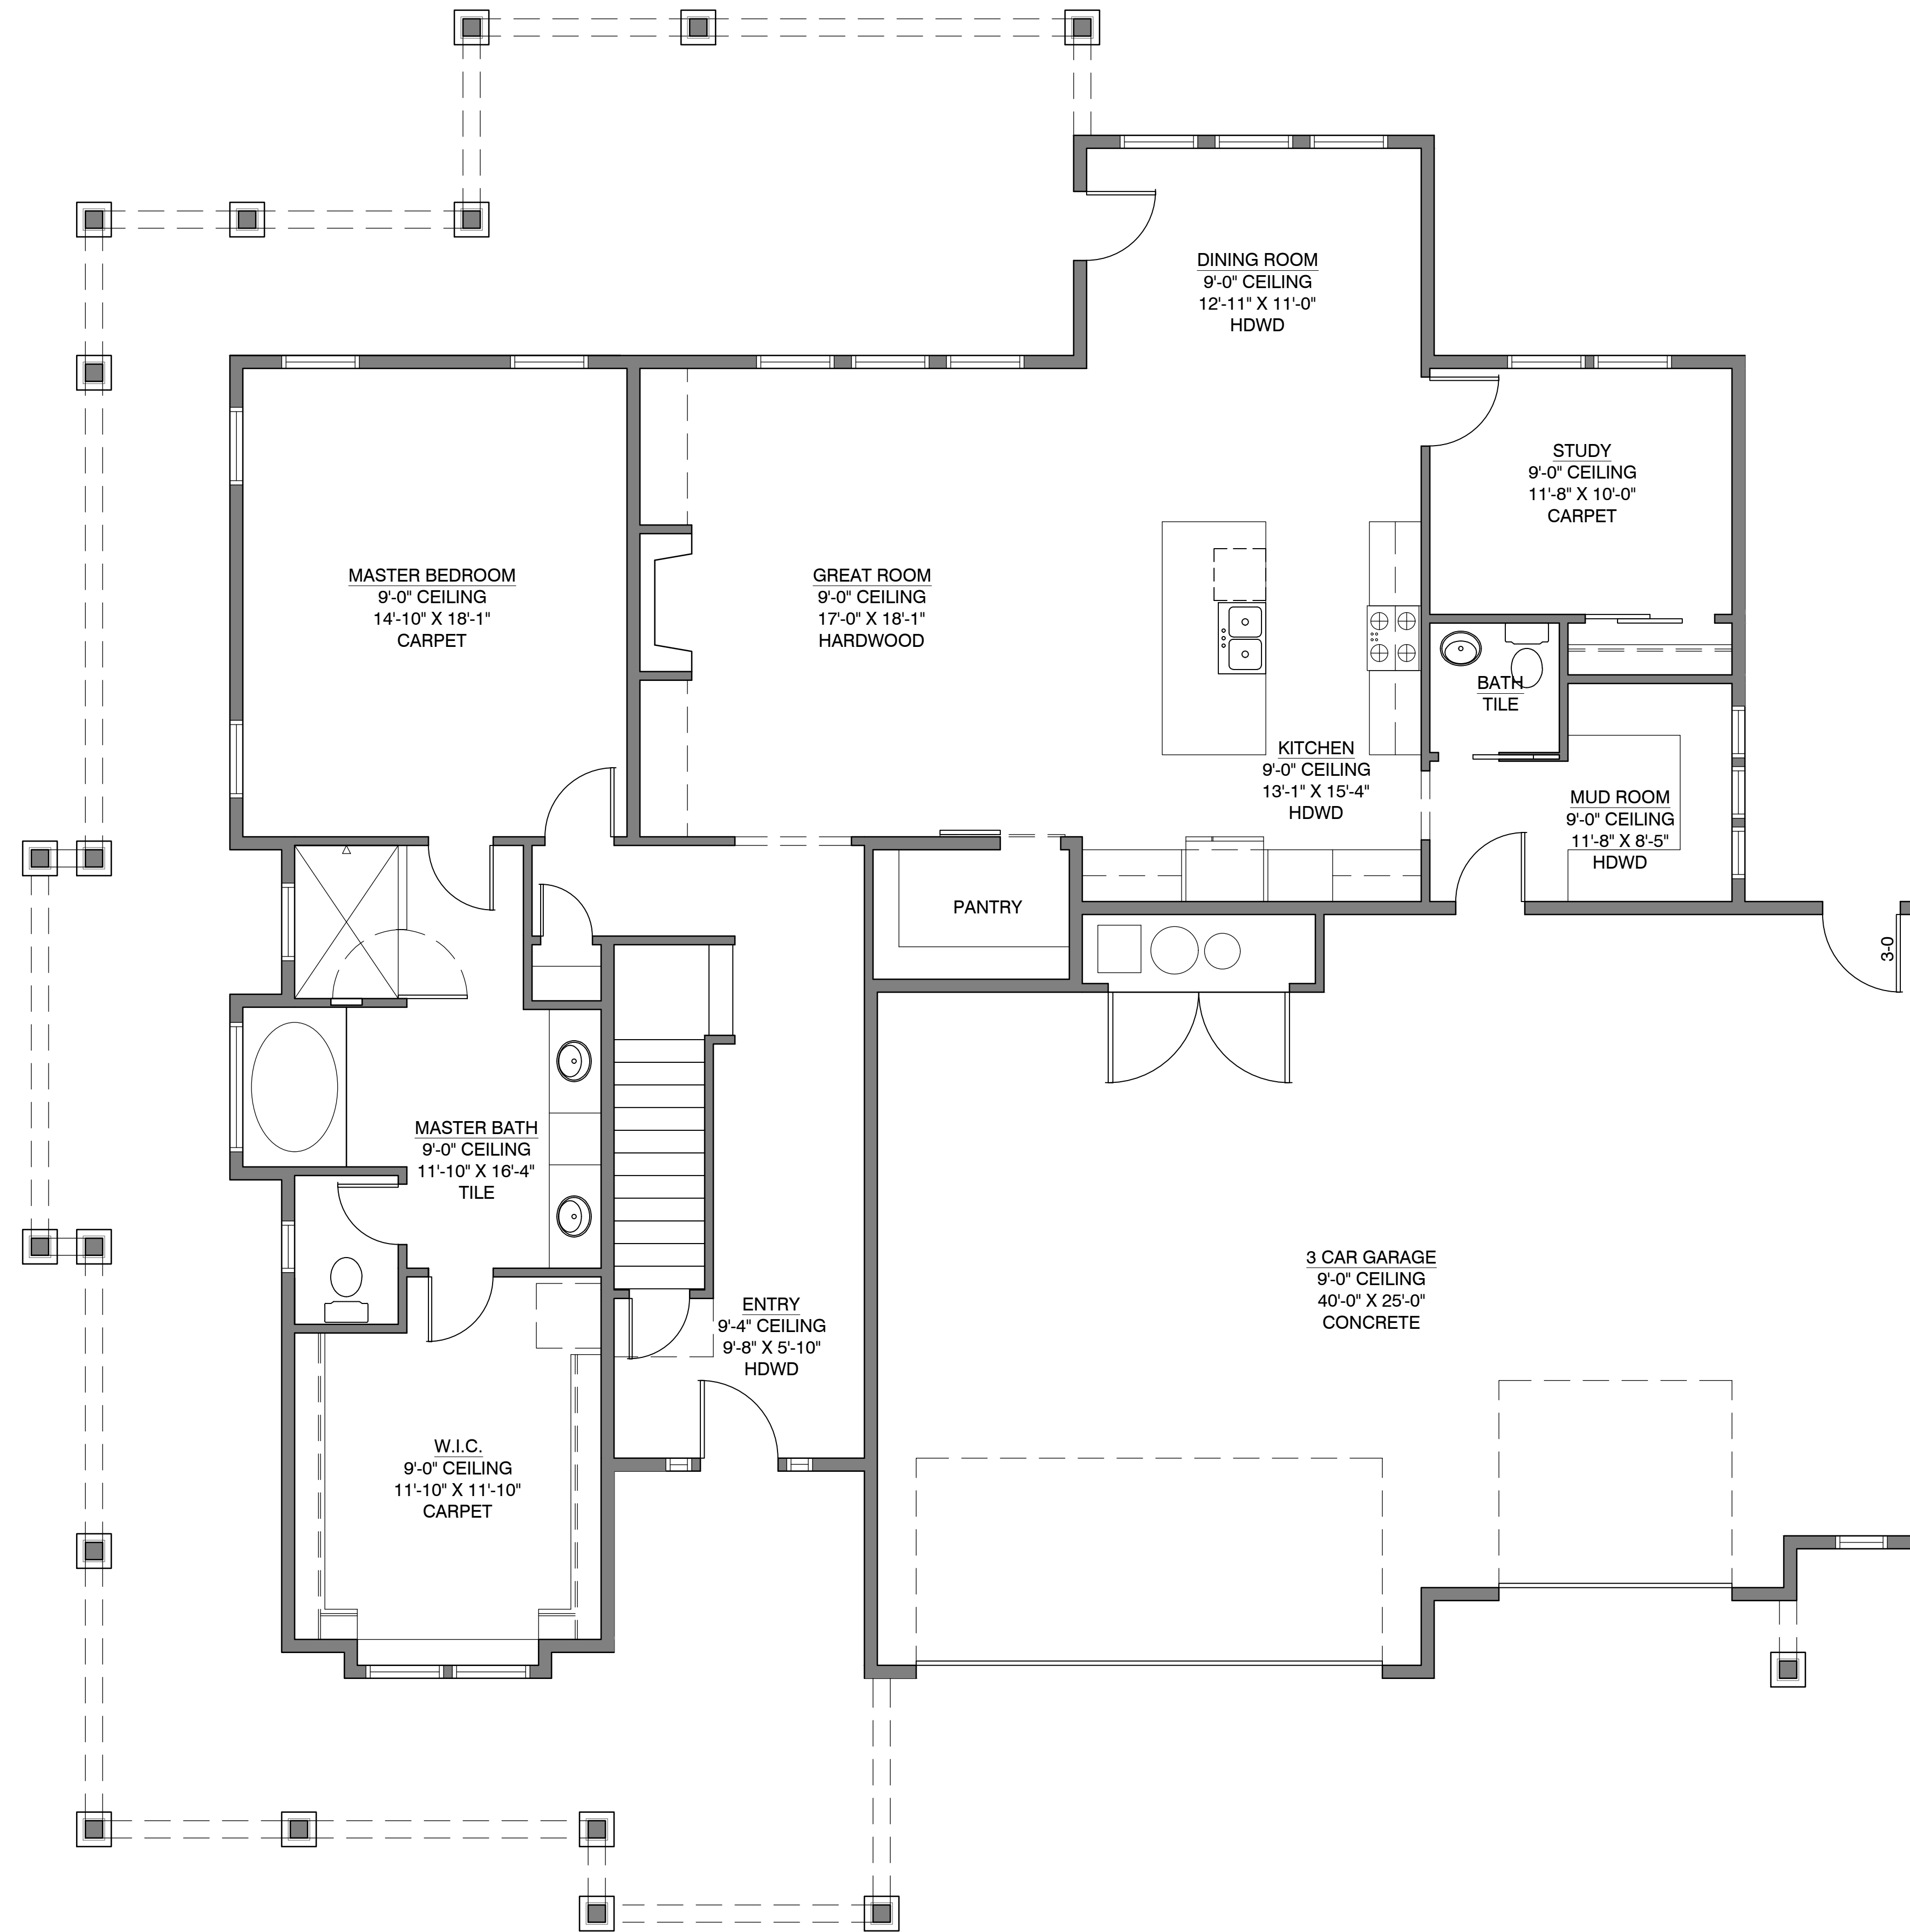 DINING ROOM
9'-0" CEILING
12'-11" X 11'-0"
HDWD
STUDY
9'-0" CEILING
11'-8" X 10'-0"
CARPET
MASTER BEDROOM
9'-0" CEILING
14'-10" X 18'-1"
CARPET
GREAT ROOM
9'-0" CEILING
17'-0" X 18'-1"
HARDWOOD
BATH
TILE
KITCHEN
9'-0" CEILING
13'-1" X 15'-4"
HDWD
MUD ROOM
9'-0" CEILING
11'-8" X 8'-5"
HDWD
PANTRY
3-0
MASTER BATH
9'-0" CEILING
11'-10" X 16'-4"
TILE
3 CAR GARAGE
9'-0" CEILING
40'-0" X 25'-0"
CONCRETE
ENTRY
9'-4" CEILING
9'-8" X 5'-10"
HDWD
W.I.C.
9'-0" CEILING
11'-10" X 11'-10"
CARPET